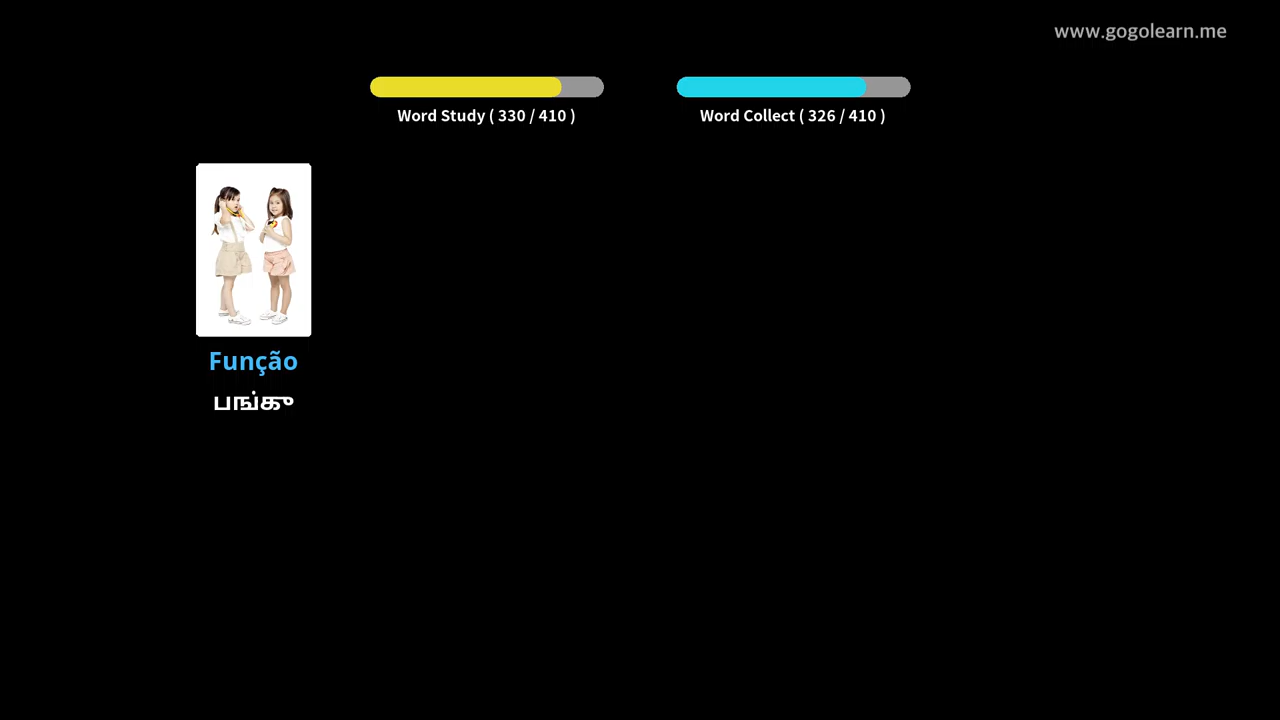 www.gogolearn.me
Word Study ( 330 / 410 )
Word Collect ( 326 / 410 )
Função
பங்கு